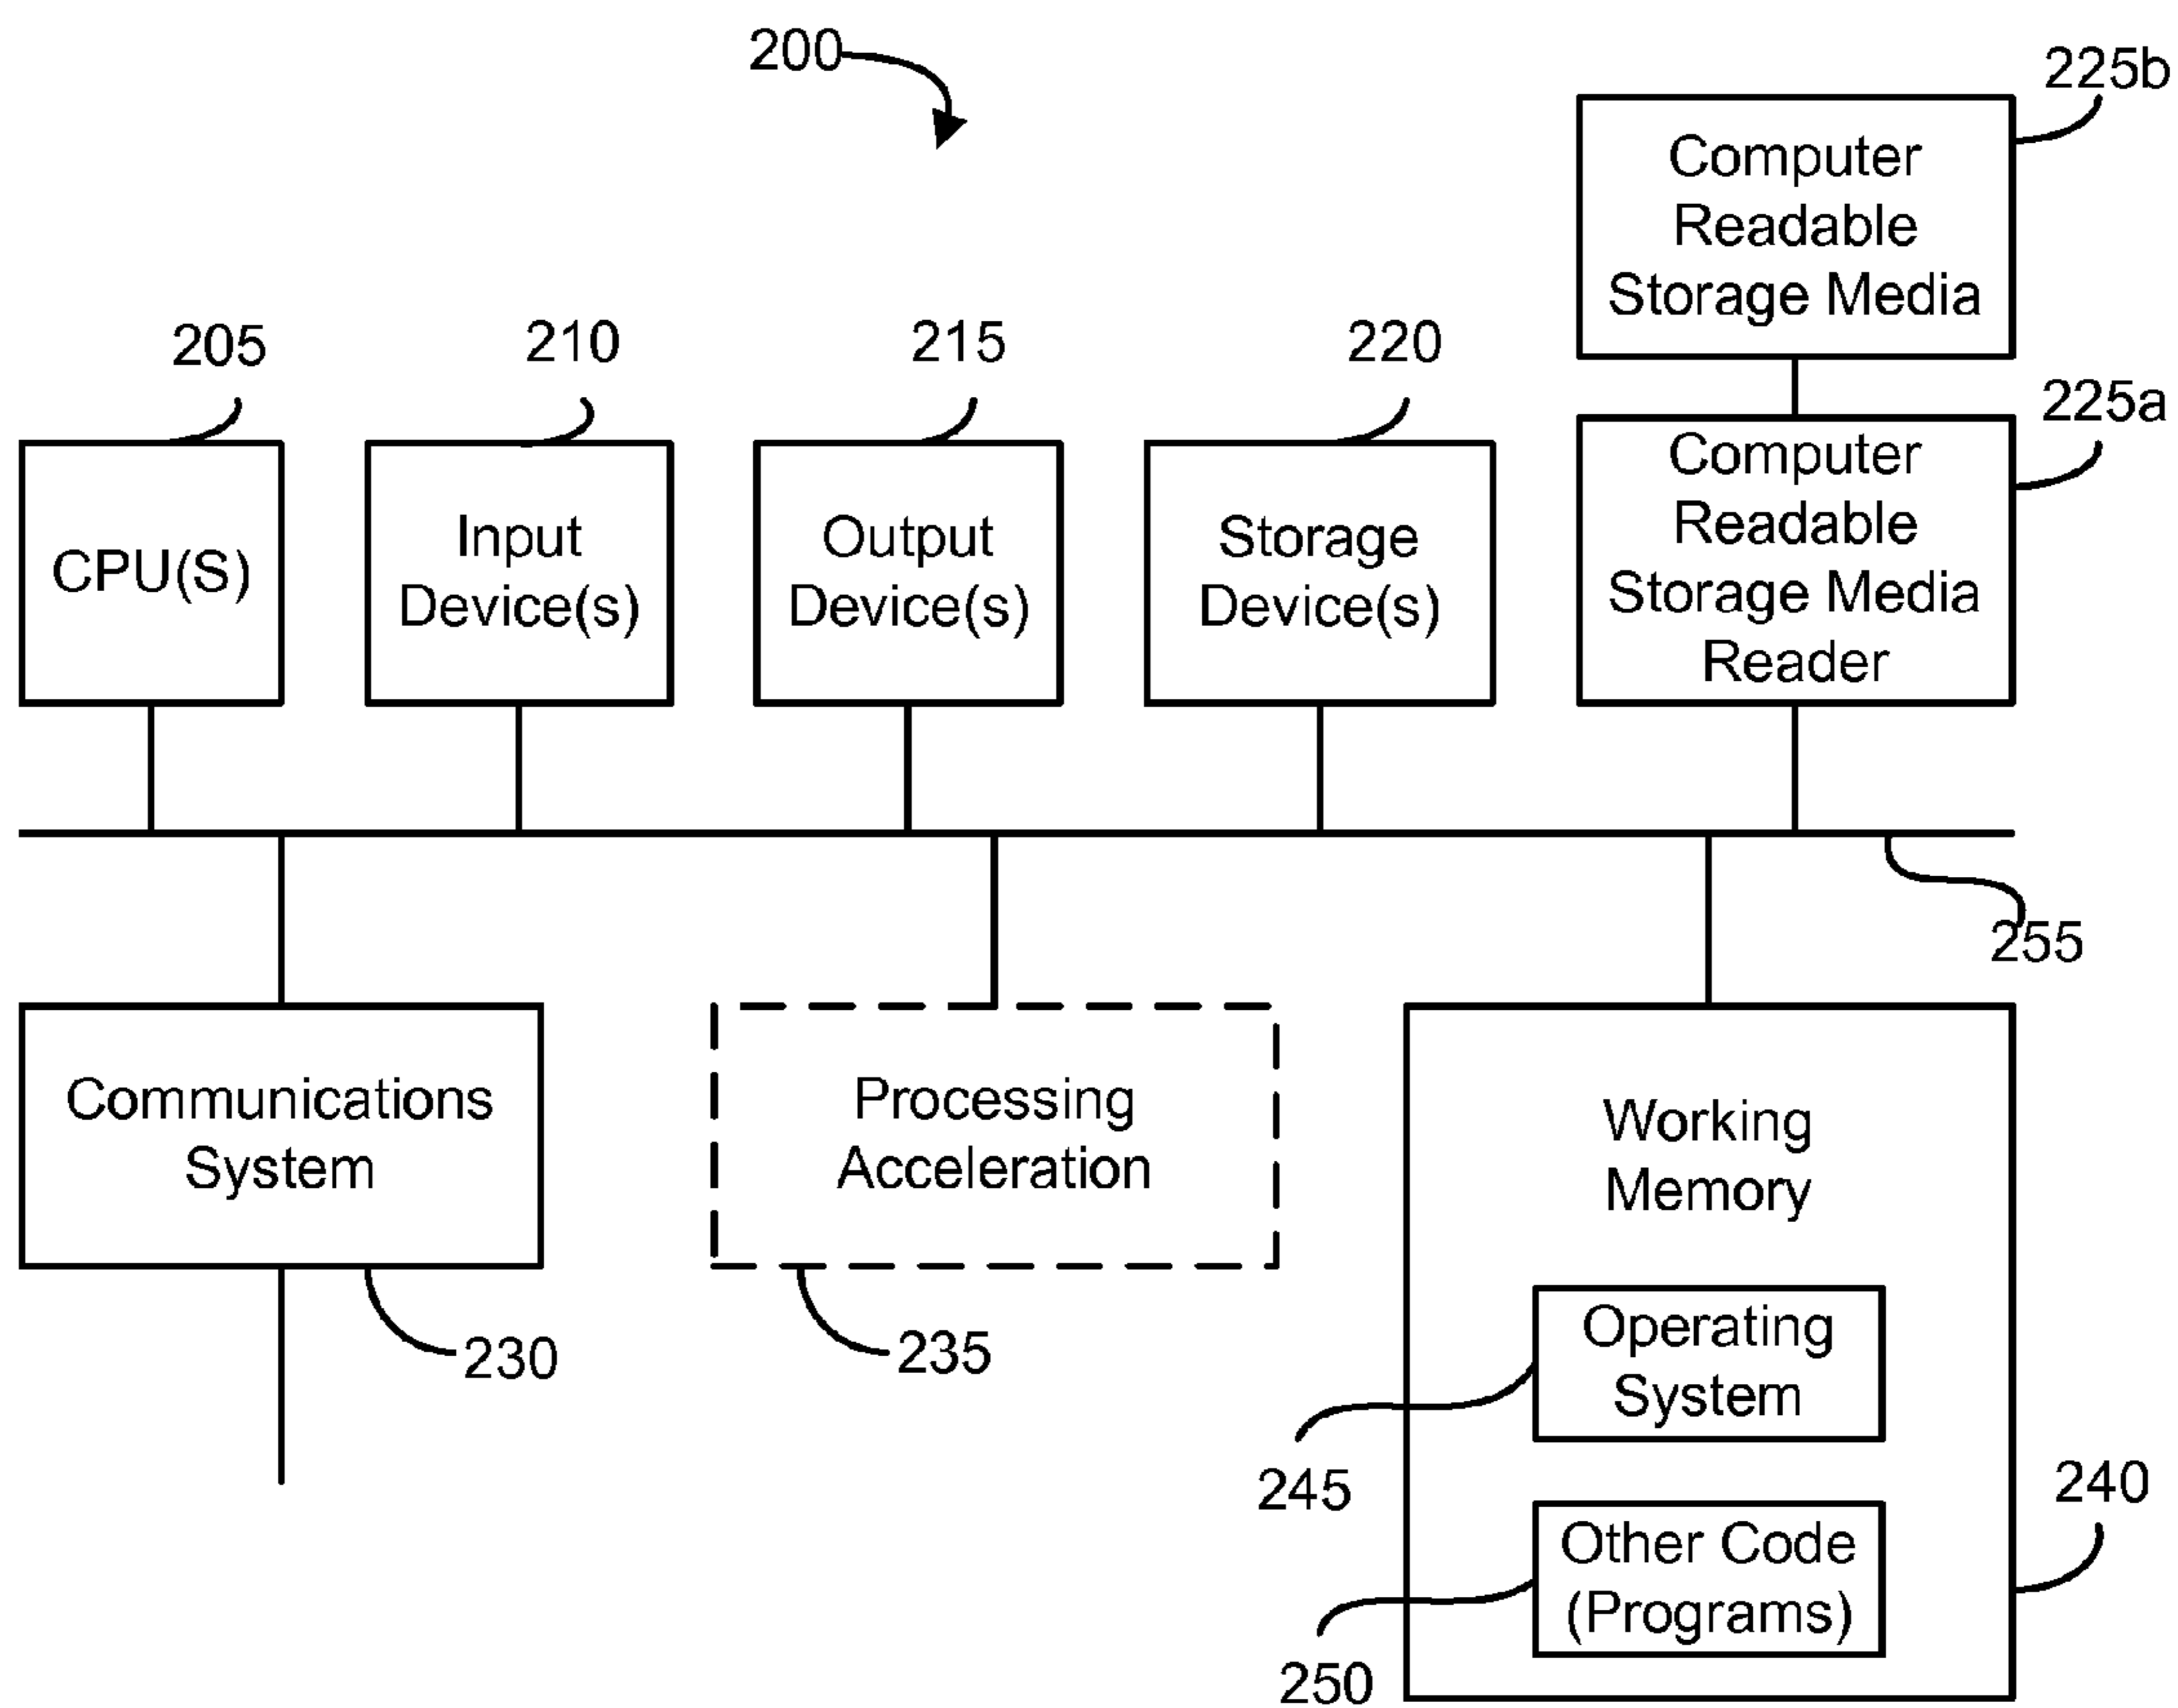 200
225b
Computer
Readable
Storage Media
205
210
215
220
225a
CPU(S)
Input
Device(s)
Output
Device(s)
Storage
Device(s)
Computer
Readable
Storage Media
Reader
255
Communications
System
230
Processing
Acceleration
235
Working
Memory
Operating
System
245
240
Other Code
(Programs)
250